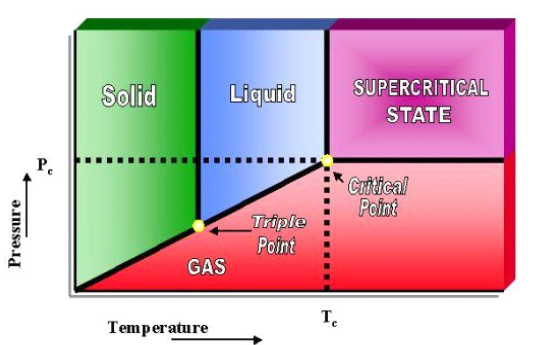 Solid
Liquid
SUPERCRITICAL
STATE
Pc
Critical
Point
Triple
Point
GAS
Pressure
Tc
Temperature